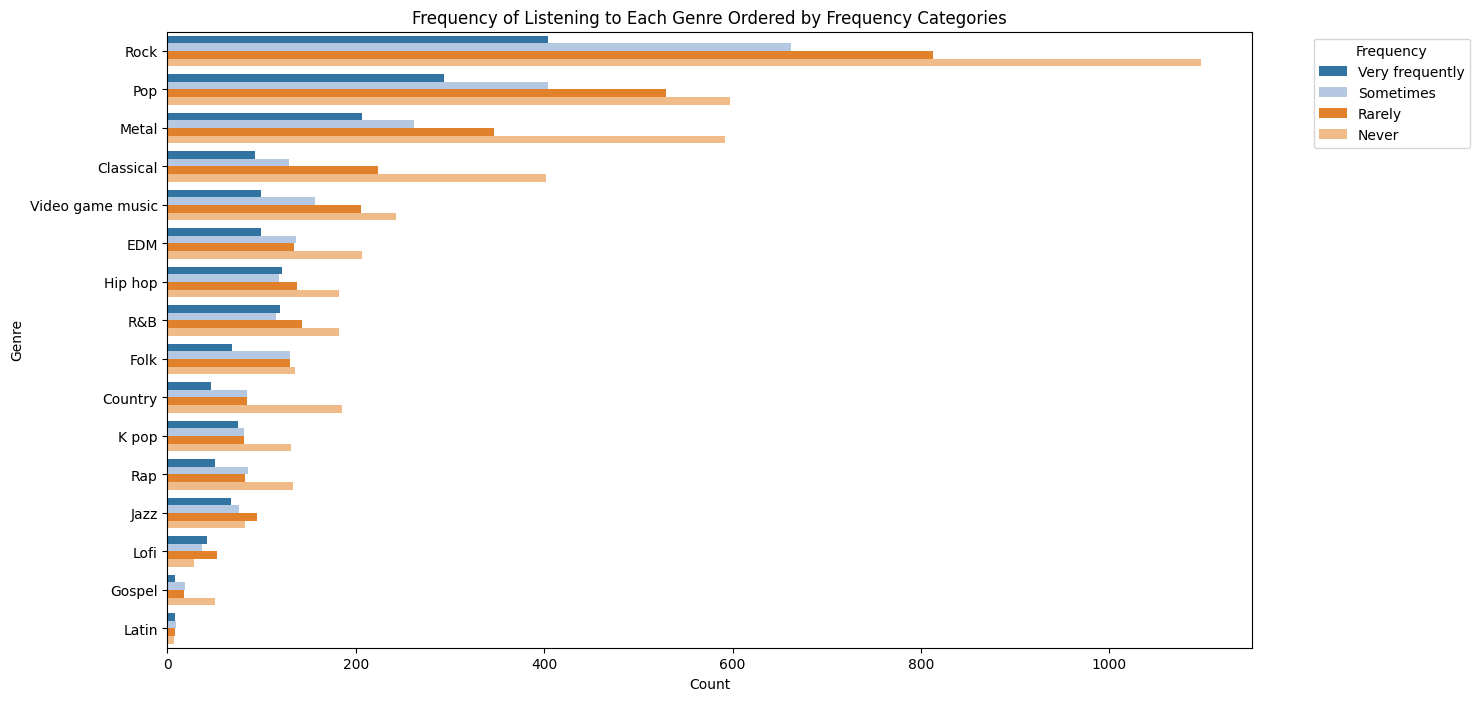 Frequency of Listening to Each Genre Ordered by Frequency Categories
Genre
Rock
Pop
Metal
Classical
Video game music
EDM
Hip hop
R&B
Folk
Country
K pop
Rap
Jazz
Lofi
Gospel
Latin
0
200
400
600
800
1000
Count
Frequency
Very frequently
Sometimes
Rarely
Never